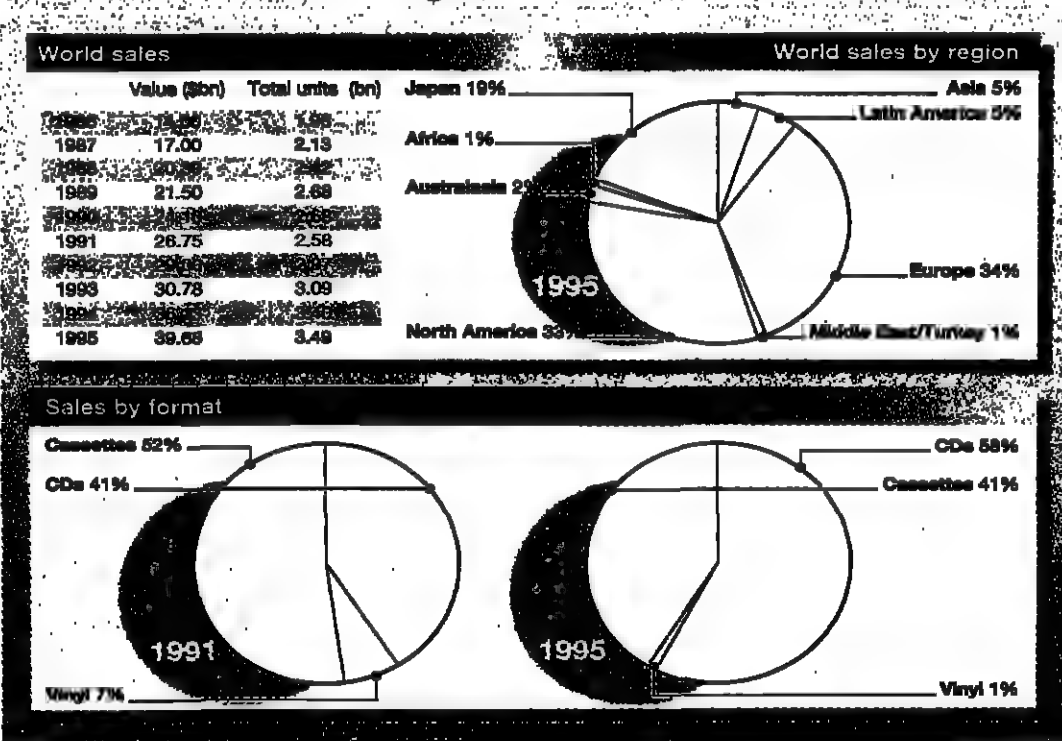 World sales
Value ($bn) Total units (bn)
1987 17.00 2.13
1989 21.50 2.68
1991 26.75 2.58
1993 30.78 3.09
1995 39.68 3.49
World sales by region
Japan 19%
Africa 1%
Australasia 2%
North America 33%
Asia 5%
Latin America 5%
Europe 34%
Middle East/Turkey 1%
1995
Sales by format
Cassettes 52%
CDs 41%
Vinyl 7%
1991
CDs 58%
Cassettes 41%
Vinyl 1%
1995